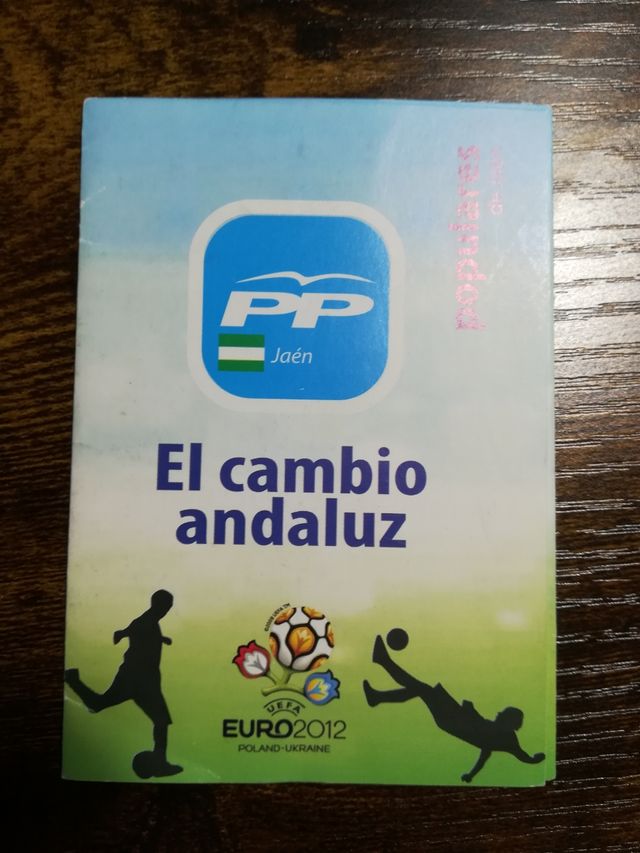 populares
PP
Jaén
El cambio
andaluz
UEFA
EURO2012
POLAND-UKRAINE